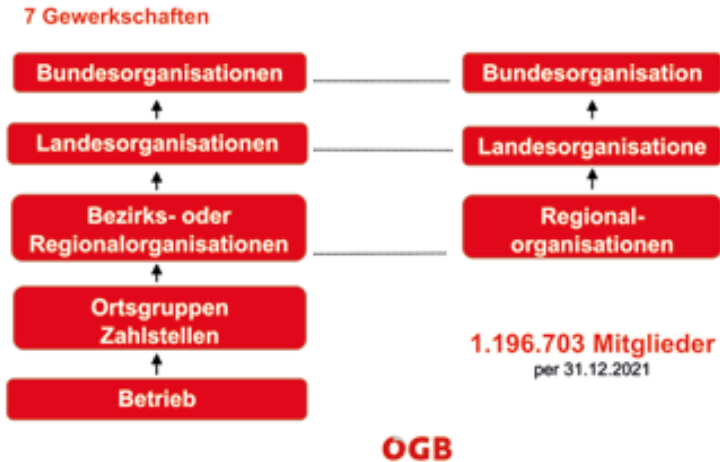 7 Gewerkschaften
Bundesorganisationen
Landesorganisationen
Bezirks- oder
Regionalorganisationen
Ortsgruppen
Zahlstellen
Betrieb
Bundesorganisation
Landesorganisatione
Regional-
organisationen
1.196.703 Mitglieder
per 31.12.2021
ÖGB